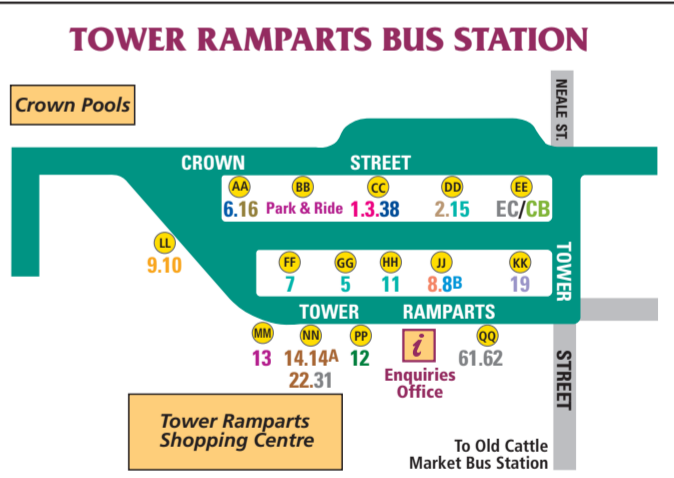 TOWER RAMPARTS BUS STATION
Crown Pools
NEALE ST.
CROWN STREET
AA BB CC DD EE
6.16 Park & Ride 1.3.38 2.15 EC/CB
LL
9.10
FF GG HH JJ KK
7 5 11 8.8B 19
TOWER STREET
TOWER RAMPARTS
MM NN PP i QQ
13 14.14A 12 61.62
22.31
Enquiries
Office
Tower Ramparts
Shopping Centre
To Old Cattle
Market Bus Station